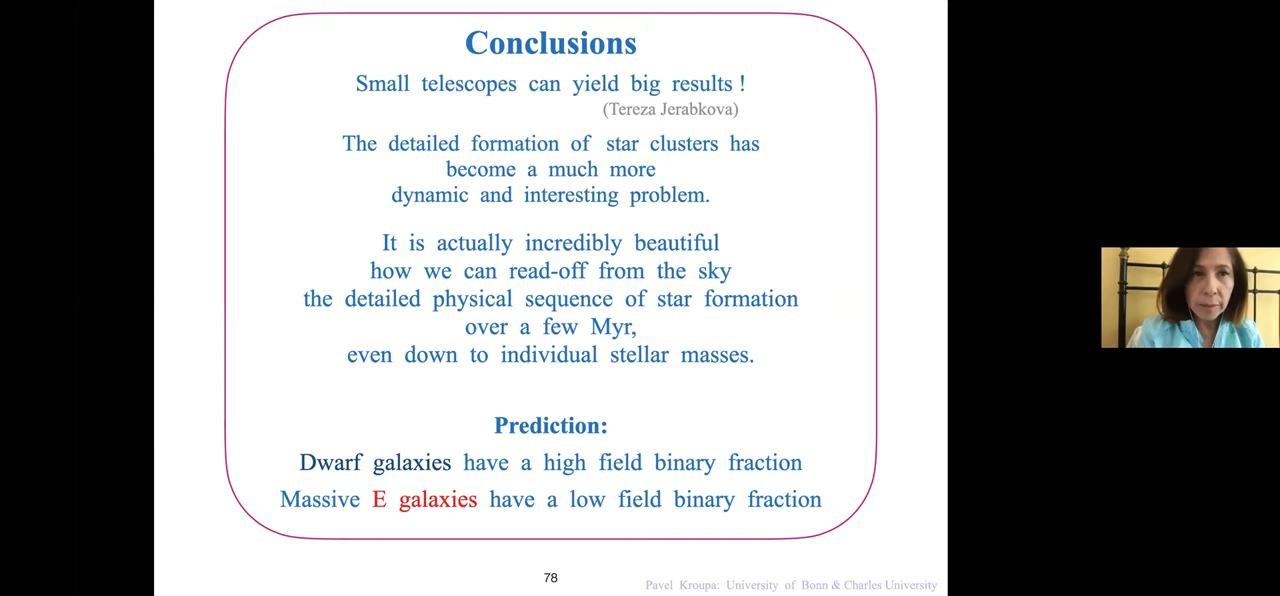 Conclusions
Small telescopes can yield big results !
(Tereza Jerabkova)
The detailed formation of star clusters has
become a much more
dynamic and interesting problem.
It is actually incredibly beautiful
how we can read-off from the sky
the detailed physical sequence of star formation
over a few Myr,
even down to individual stellar masses.
Prediction:
Dwarf galaxies have a high field binary fraction
Massive E galaxies have a low field binary fraction
78
Pavel Kroupa: University of Bonn & Charles University